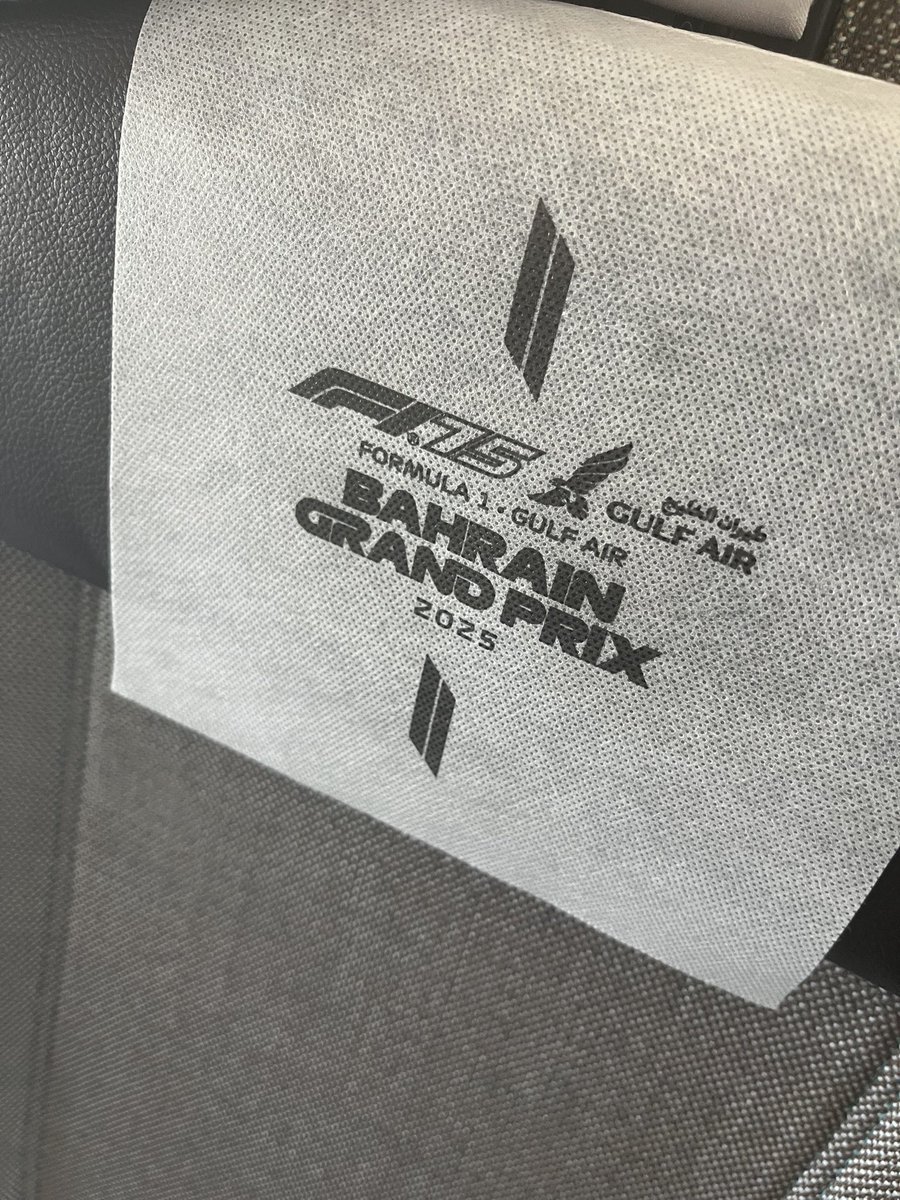 F1® 75
طيران الخليج
GULF AIR
FORMULA 1 • GULF AIR
BAHRAIN
GRAND PRIX
2025